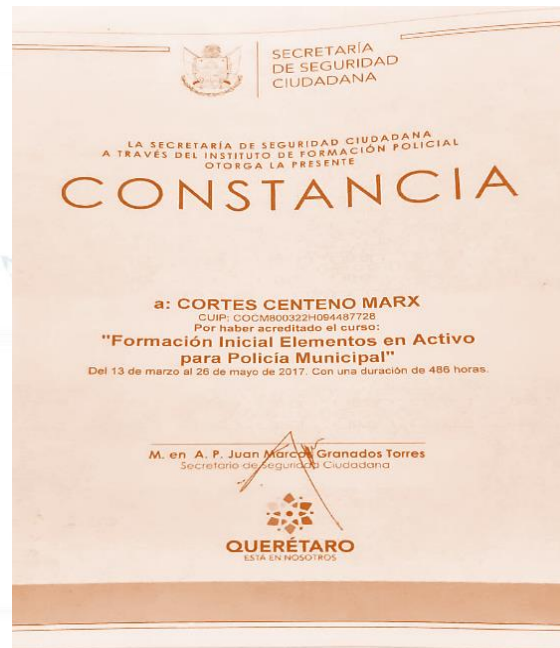 SECRETARÍA
DE SEGURIDAD
CIUDADANA
LA SECRETARÍA DE SEGURIDAD CIUDADANA
A TRAVÉS DEL INSTITUTO DE FORMACIÓN POLICIAL
OTORGA LA PRESENTE
CONSTANCIA
a: CORTES CENTENO MARX
CUIP: COCM800322H094487728
Por haber acreditado el curso:
"Formación Inicial Elementos en Activo
para Policía Municipal"
Del 13 de marzo al 26 de mayo de 2017. Con una duración de 486 horas.
M. en A. P. Juan Marcos Granados Torres
Secretario de Seguridad Ciudadana
QUERÉTARO
ESTÁ EN NOSOTROS